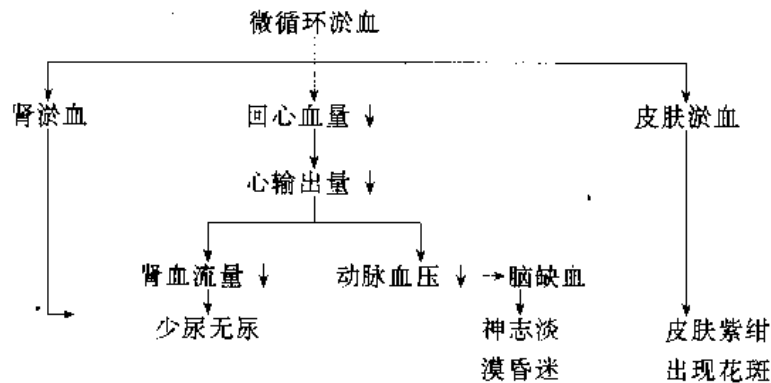 微循环淤血
肾淤血 回心血量↓ 皮肤淤血
心输出量↓
肾血流量↓ 动脉血压↓→脑缺血
少尿无尿 神志淡 皮肤紫绀
漠昏迷 出现花斑